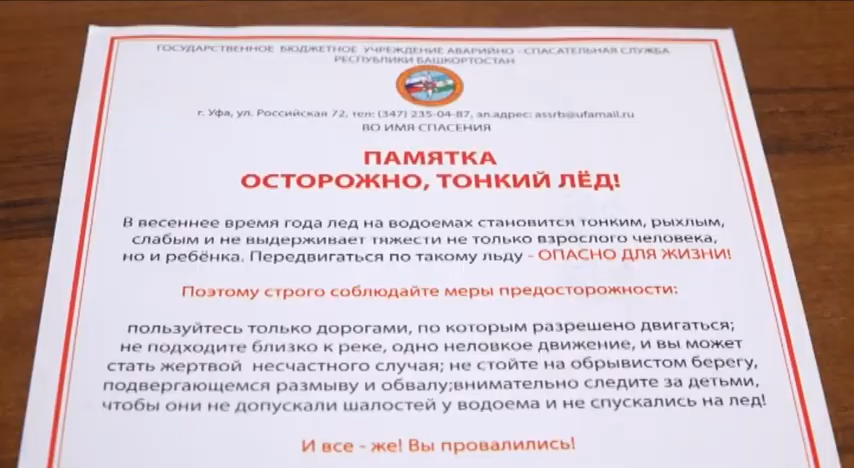 ГОСУДАРСТВЕННОЕ БЮДЖЕТНОЕ УЧРЕЖДЕНИЕ АВАРИЙНО - СПАСАТЕЛЬНАЯ СЛУЖБА
РЕСПУБЛИКИ БАШКОРТОСТАН
г. Уфа, ул. Российская 72, тел: (347) 235-04-87, эл.адрес: assrb@ufamail.ru
ВО ИМЯ СПАСЕНИЯ
ПАМЯТКА
ОСТОРОЖНО, ТОНКИЙ ЛЁД!
В весеннее время года лед на водоемах становится тонким, рыхлым,
слабым и не выдерживает тяжести не только взрослого человека,
но и ребёнка. Передвигаться по такому льду - ОПАСНО ДЛЯ ЖИЗНИ!
Поэтому строго соблюдайте меры предосторожности:
пользуйтесь только дорогами, по которым разрешено двигаться;
не подходите близко к реке, одно неловкое движение, и вы может
стать жертвой несчастного случая; не стойте на обрывистом берегу,
подвергающемся размыву и обвалу;внимательно следите за детьми,
чтобы они не допускали шалостей у водоема и не спускались на лед!
И все - же! Вы провалились!